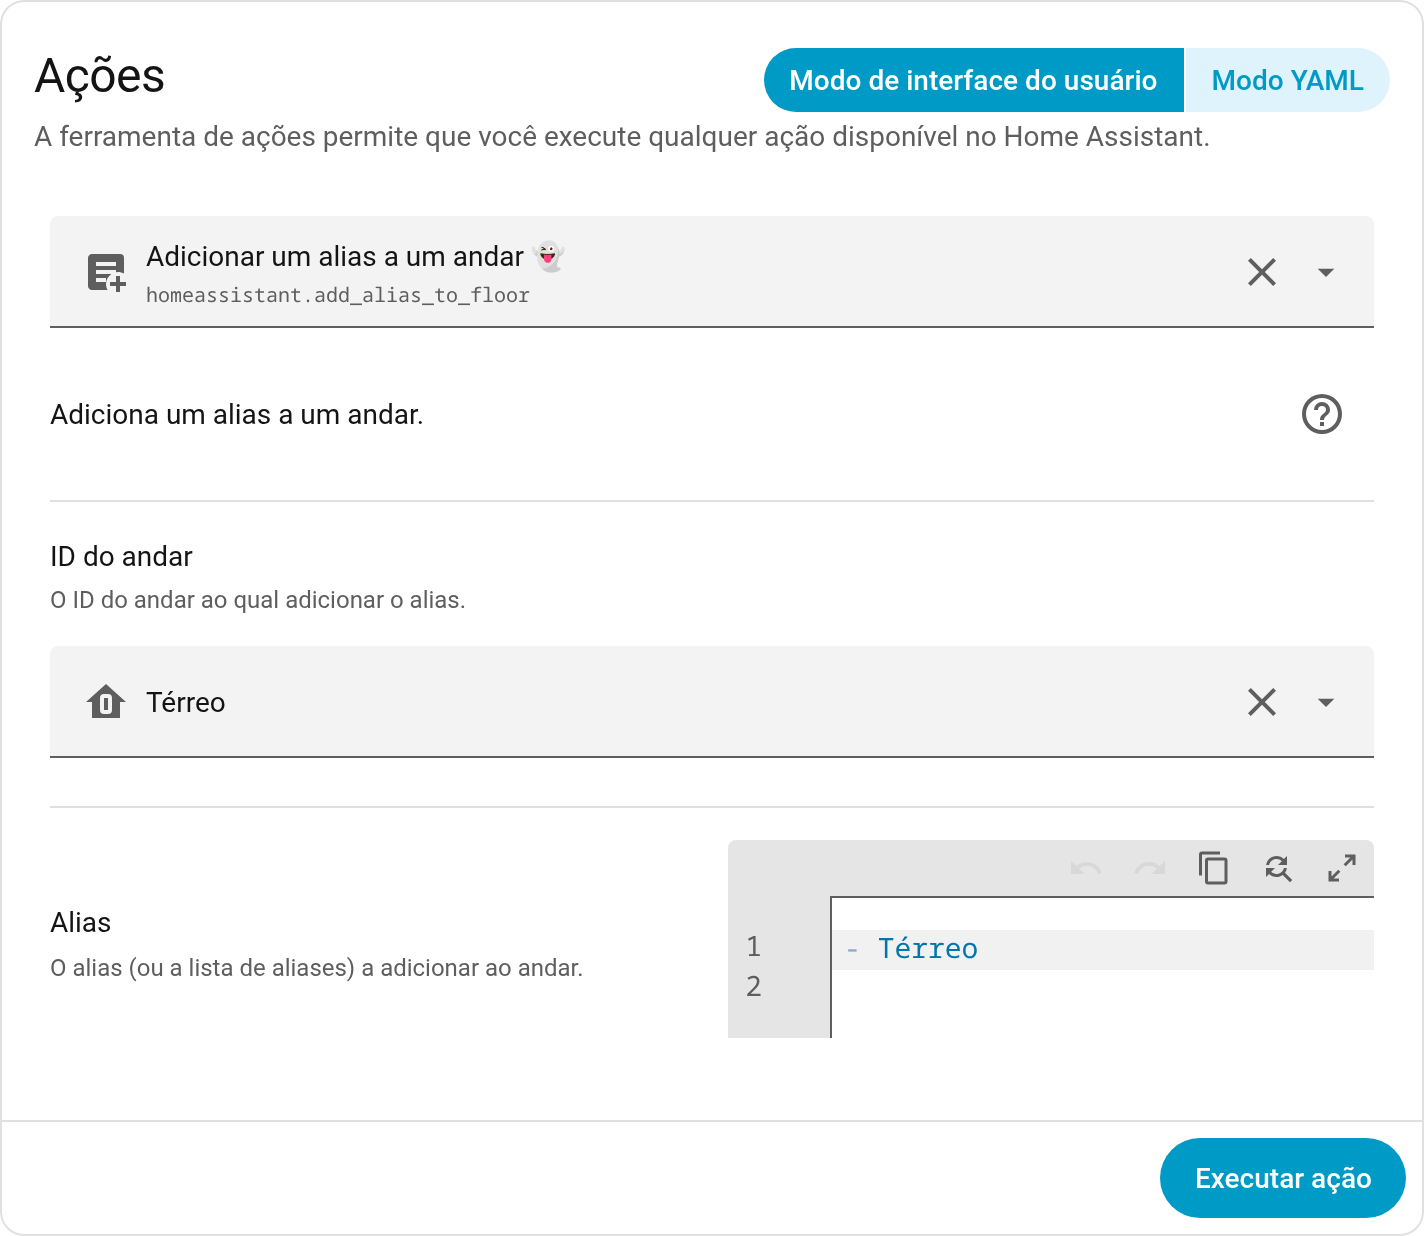 Ações
Modo de interface do usuário
Modo YAML
A ferramenta de ações permite que você execute qualquer ação disponível no Home Assistant.
Adicionar um alias a um andar 👻
homeassistant.add_alias_to_floor
Adiciona um alias a um andar.
ID do andar
O ID do andar ao qual adicionar o alias.
Térreo
Alias
O alias (ou a lista de aliases) a adicionar ao andar.
1
- Térreo
2
Executar ação